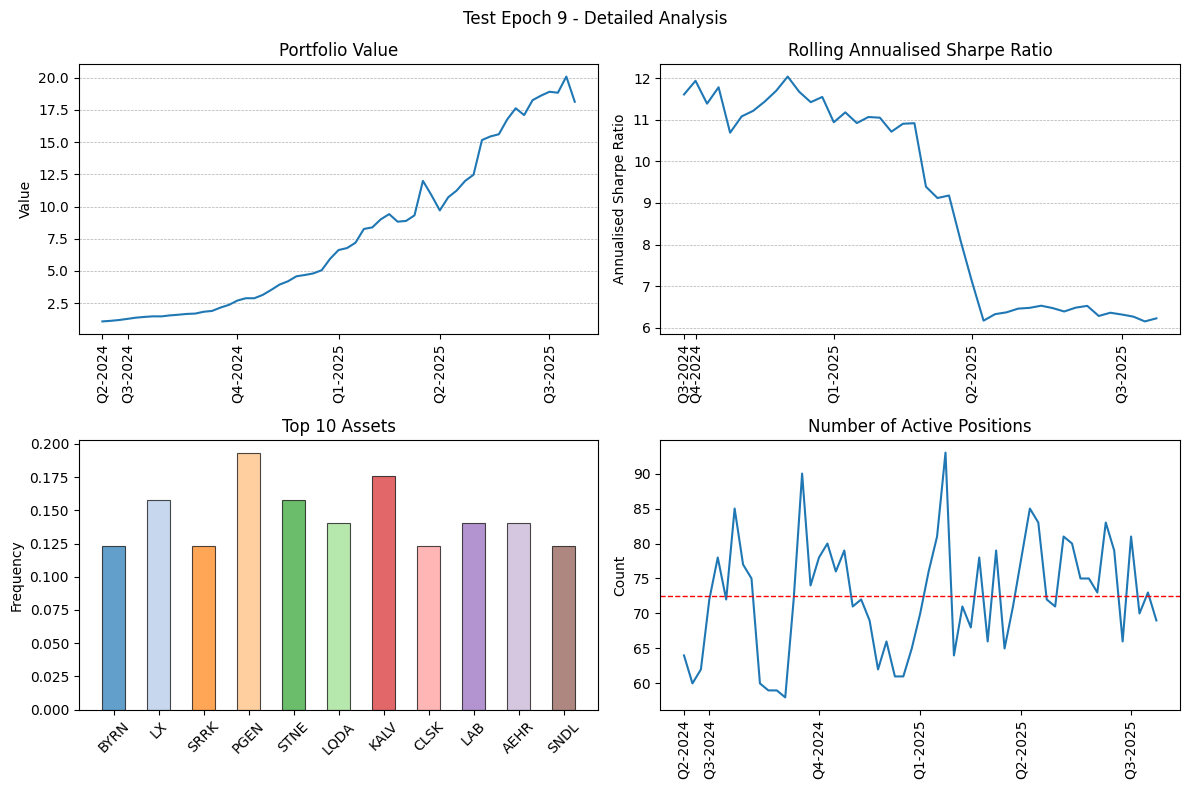 Test Epoch 9 - Detailed Analysis
Portfolio Value
Value
20.0
17.5
15.0
12.5
10.0
7.5
5.0
2.5
Q2-2024
Q3-2024
Q4-2024
Q1-2025
Q2-2025
Q3-2025
Rolling Annualised Sharpe Ratio
Annualised Sharpe Ratio
12
11
10
9
8
7
6
Q3-2024
Q4-2024
Q1-2025
Q2-2025
Q3-2025
Top 10 Assets
Frequency
0.200
0.175
0.150
0.125
0.100
0.075
0.050
0.025
0.000
BYRN
LX
SRRK
PGEN
STNE
LQDA
KALV
CLSK
LAB
AEHR
SNDL
Number of Active Positions
Count
90
85
80
75
70
65
60
Q2-2024
Q3-2024
Q4-2024
Q1-2025
Q2-2025
Q3-2025